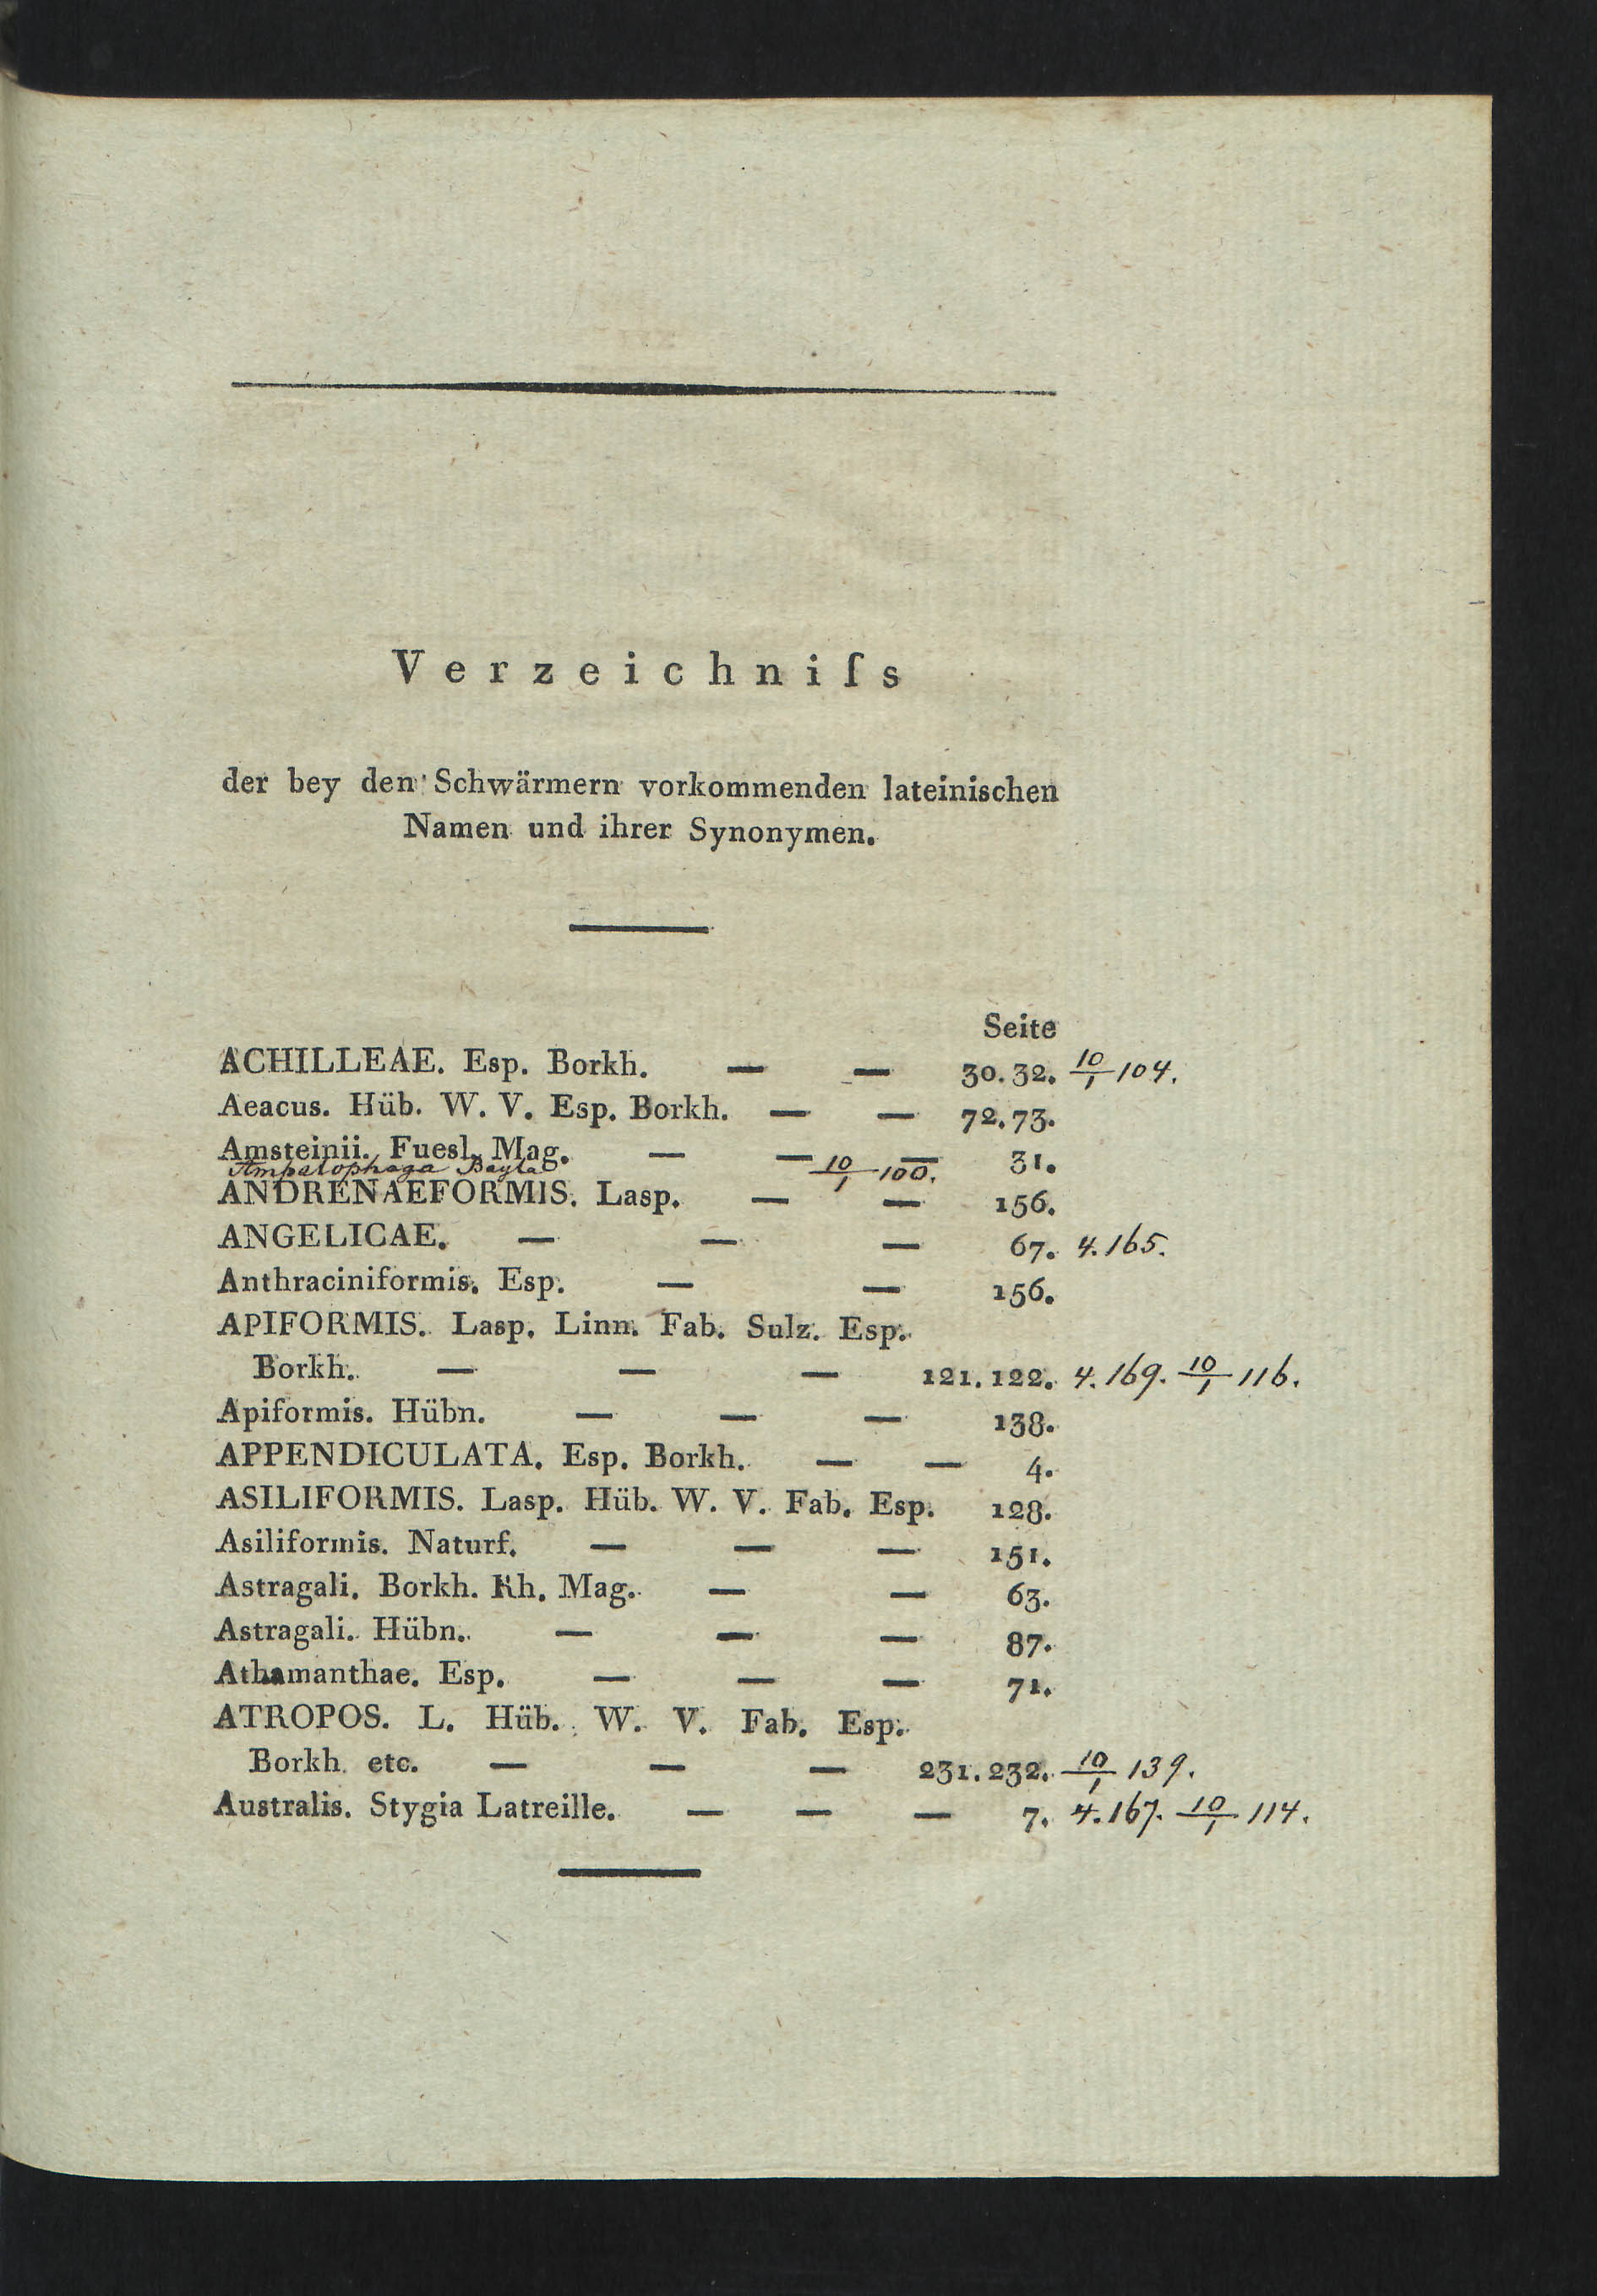 Verzeichniſs
der bey den Schwärmern vorkommenden lateinischen
Namen und ihrer Synonymen.
Seite
ACHILLEAE. Esp. Borkh. — — 30. 32. 10/1 104.
Aeacus. Hüb. W. V. Esp. Borkh. — — 72. 73.
Amsteinii. Fuesl. Mag. — — — 31.
Ampelophaga Bayle 10/1 100.
ANDRENAEFORMIS. Lasp. — — 156.
ANGELICAE. — — — 67. 4. 165.
Anthraciniformis. Esp. — — 156.
APIFORMIS. Lasp. Linn. Fab. Sulz. Esp.
Borkh. — — — 121. 122. 4. 169. 10/1 116.
Apiformis. Hübn. — — — 138.
APPENDICULATA. Esp. Borkh. — — 4.
ASILIFORMIS. Lasp. Hüb. W. V. Fab. Esp. 128.
Asiliformis. Naturf. — — — 151.
Astragali. Borkh. Rh. Mag. — — 63.
Astragali. Hübn. — — — 87.
Athamanthae. Esp. — — — 71.
ATROPOS. L. Hüb. W. V. Fab. Esp.
Borkh. etc. — — — 231. 232. 10/1 139.
Australis. Stygia Latreille. — — — 7. 4. 167. 10/1 114.